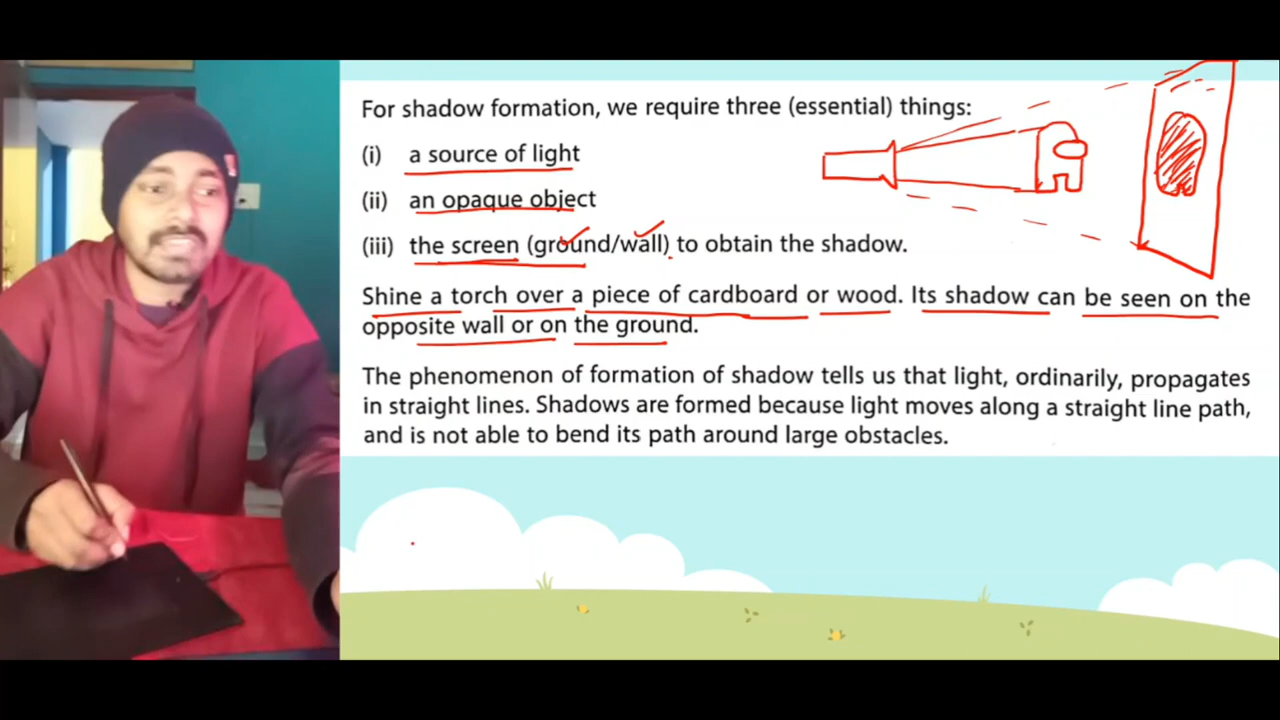 For shadow formation, we require three (essential) things:
(i) a source of light
(ii) an opaque object
(iii) the screen (ground/wall) to obtain the shadow.
Shine a torch over a piece of cardboard or wood. Its shadow can be seen on the
opposite wall or on the ground.
The phenomenon of formation of shadow tells us that light, ordinarily, propagates
in straight lines. Shadows are formed because light moves along a straight line path,
and is not able to bend its path around large obstacles.